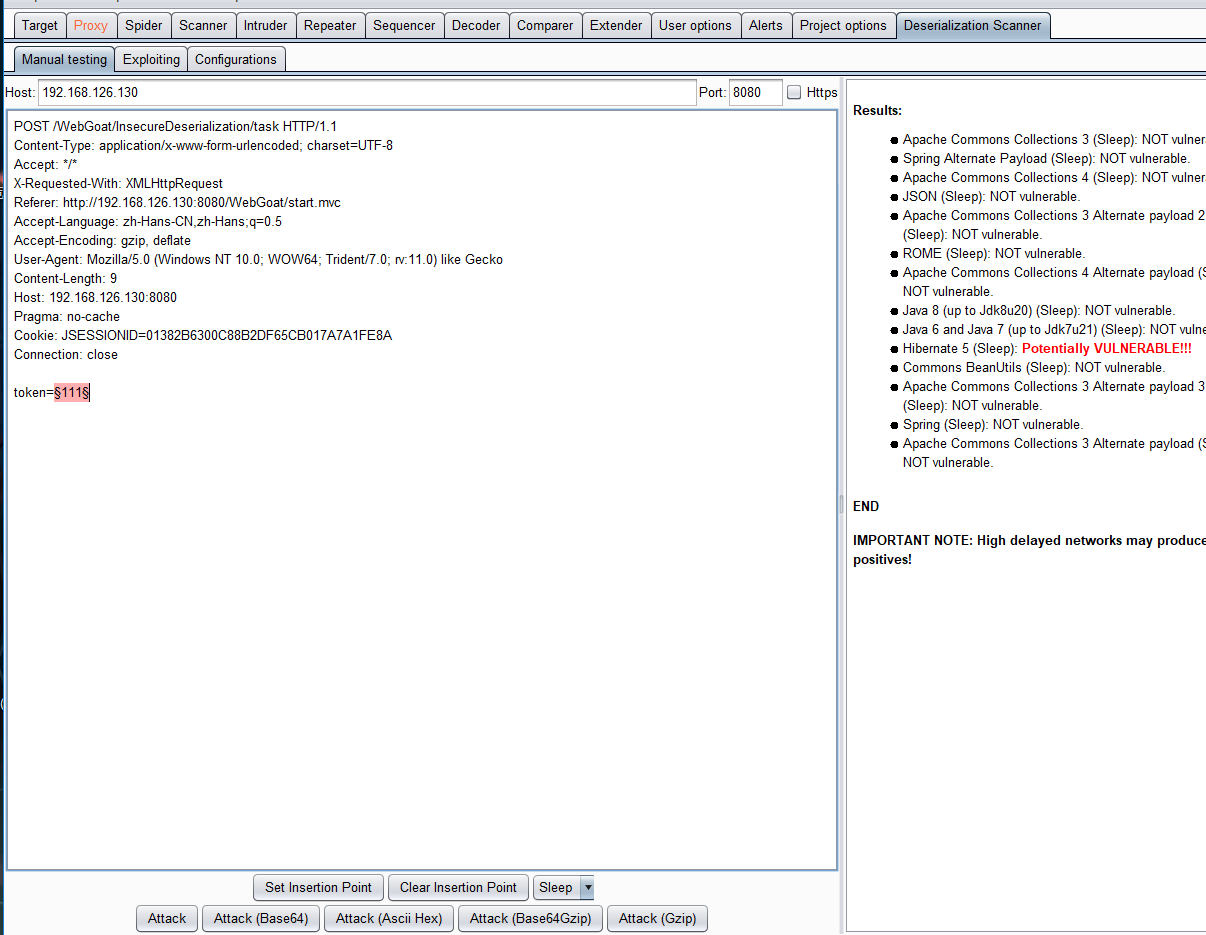 Target Proxy Spider Scanner Intruder Repeater Sequencer Decoder Comparer Extender User options Alerts Project options Deserialization Scanner
Manual testing Exploiting Configurations
Host: 192.168.126.130 Port: 8080 Https
POST /WebGoat/InsecureDeserialization/task HTTP/1.1
Content-Type: application/x-www-form-urlencoded; charset=UTF-8
Accept: */*
X-Requested-With: XMLHttpRequest
Referer: http://192.168.126.130:8080/WebGoat/start.mvc
Accept-Language: zh-Hans-CN,zh-Hans;q=0.5
Accept-Encoding: gzip, deflate
User-Agent: Mozilla/5.0 (Windows NT 10.0; WOW64; Trident/7.0; rv:11.0) like Gecko
Content-Length: 9
Host: 192.168.126.130:8080
Pragma: no-cache
Cookie: JSESSIONID=01382B6300C88B2DF65CB017A7A1FE8A
Connection: close
token=§111§
Set Insertion Point Clear Insertion Point Sleep
Attack Attack (Base64) Attack (Ascii Hex) Attack (Base64Gzip) Attack (Gzip)
Results:
Apache Commons Collections 3 (Sleep): NOT vulner
Spring Alternate Payload (Sleep): NOT vulnerable.
Apache Commons Collections 4 (Sleep): NOT vulner
JSON (Sleep): NOT vulnerable.
Apache Commons Collections 3 Alternate payload 2
(Sleep): NOT vulnerable.
ROME (Sleep): NOT vulnerable.
Apache Commons Collections 4 Alternate payload (S
NOT vulnerable.
Java 8 (up to Jdk8u20) (Sleep): NOT vulnerable.
Java 6 and Java 7 (up to Jdk7u21) (Sleep): NOT vulne
Hibernate 5 (Sleep): Potentially VULNERABLE!!!
Commons BeanUtils (Sleep): NOT vulnerable.
Apache Commons Collections 3 Alternate payload 3
(Sleep): NOT vulnerable.
Spring (Sleep): NOT vulnerable.
Apache Commons Collections 3 Alternate payload (S
NOT vulnerable.
END
IMPORTANT NOTE: High delayed networks may produce
positives!